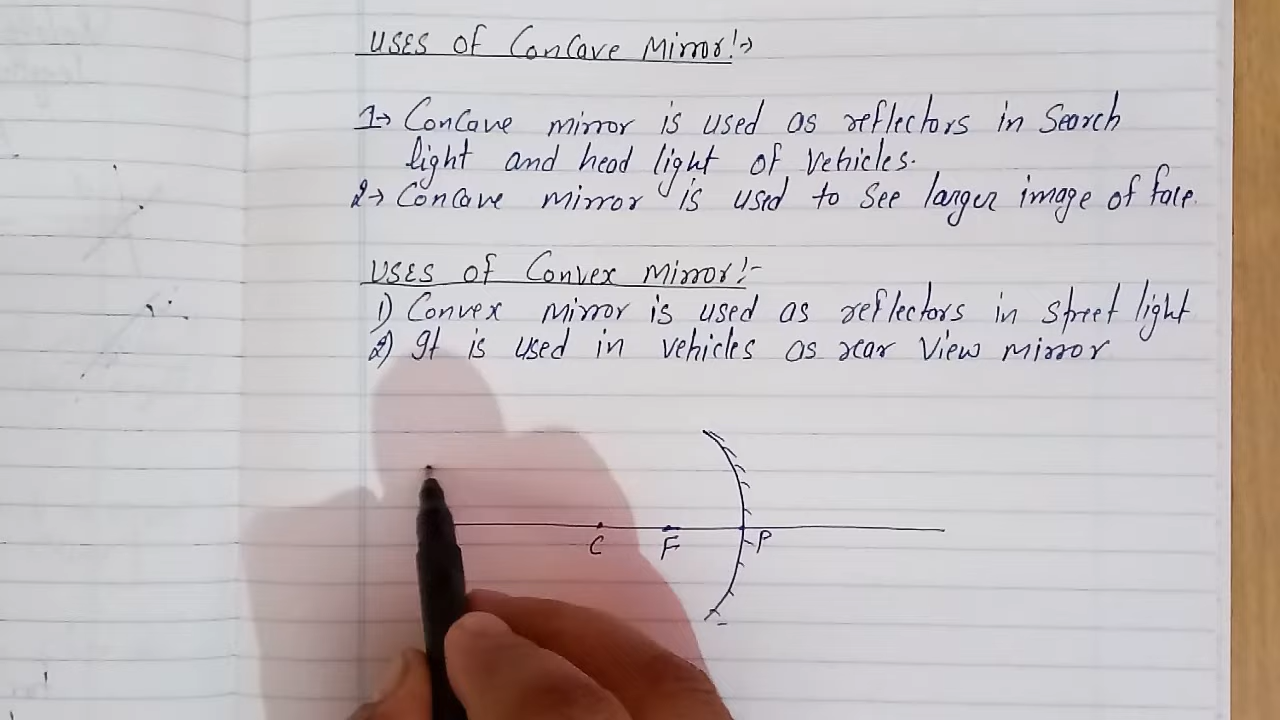 USES of Concave Mirror:→
1→ Concave mirror is used as reflectors in Search
light and head light of Vehicles.
2→ Concave mirror is used to See larger image of face.
USES of Convex Mirror:-
1) Convex mirror is used as reflectors in street light
2) It is used in vehicles as rear View mirror
C F P